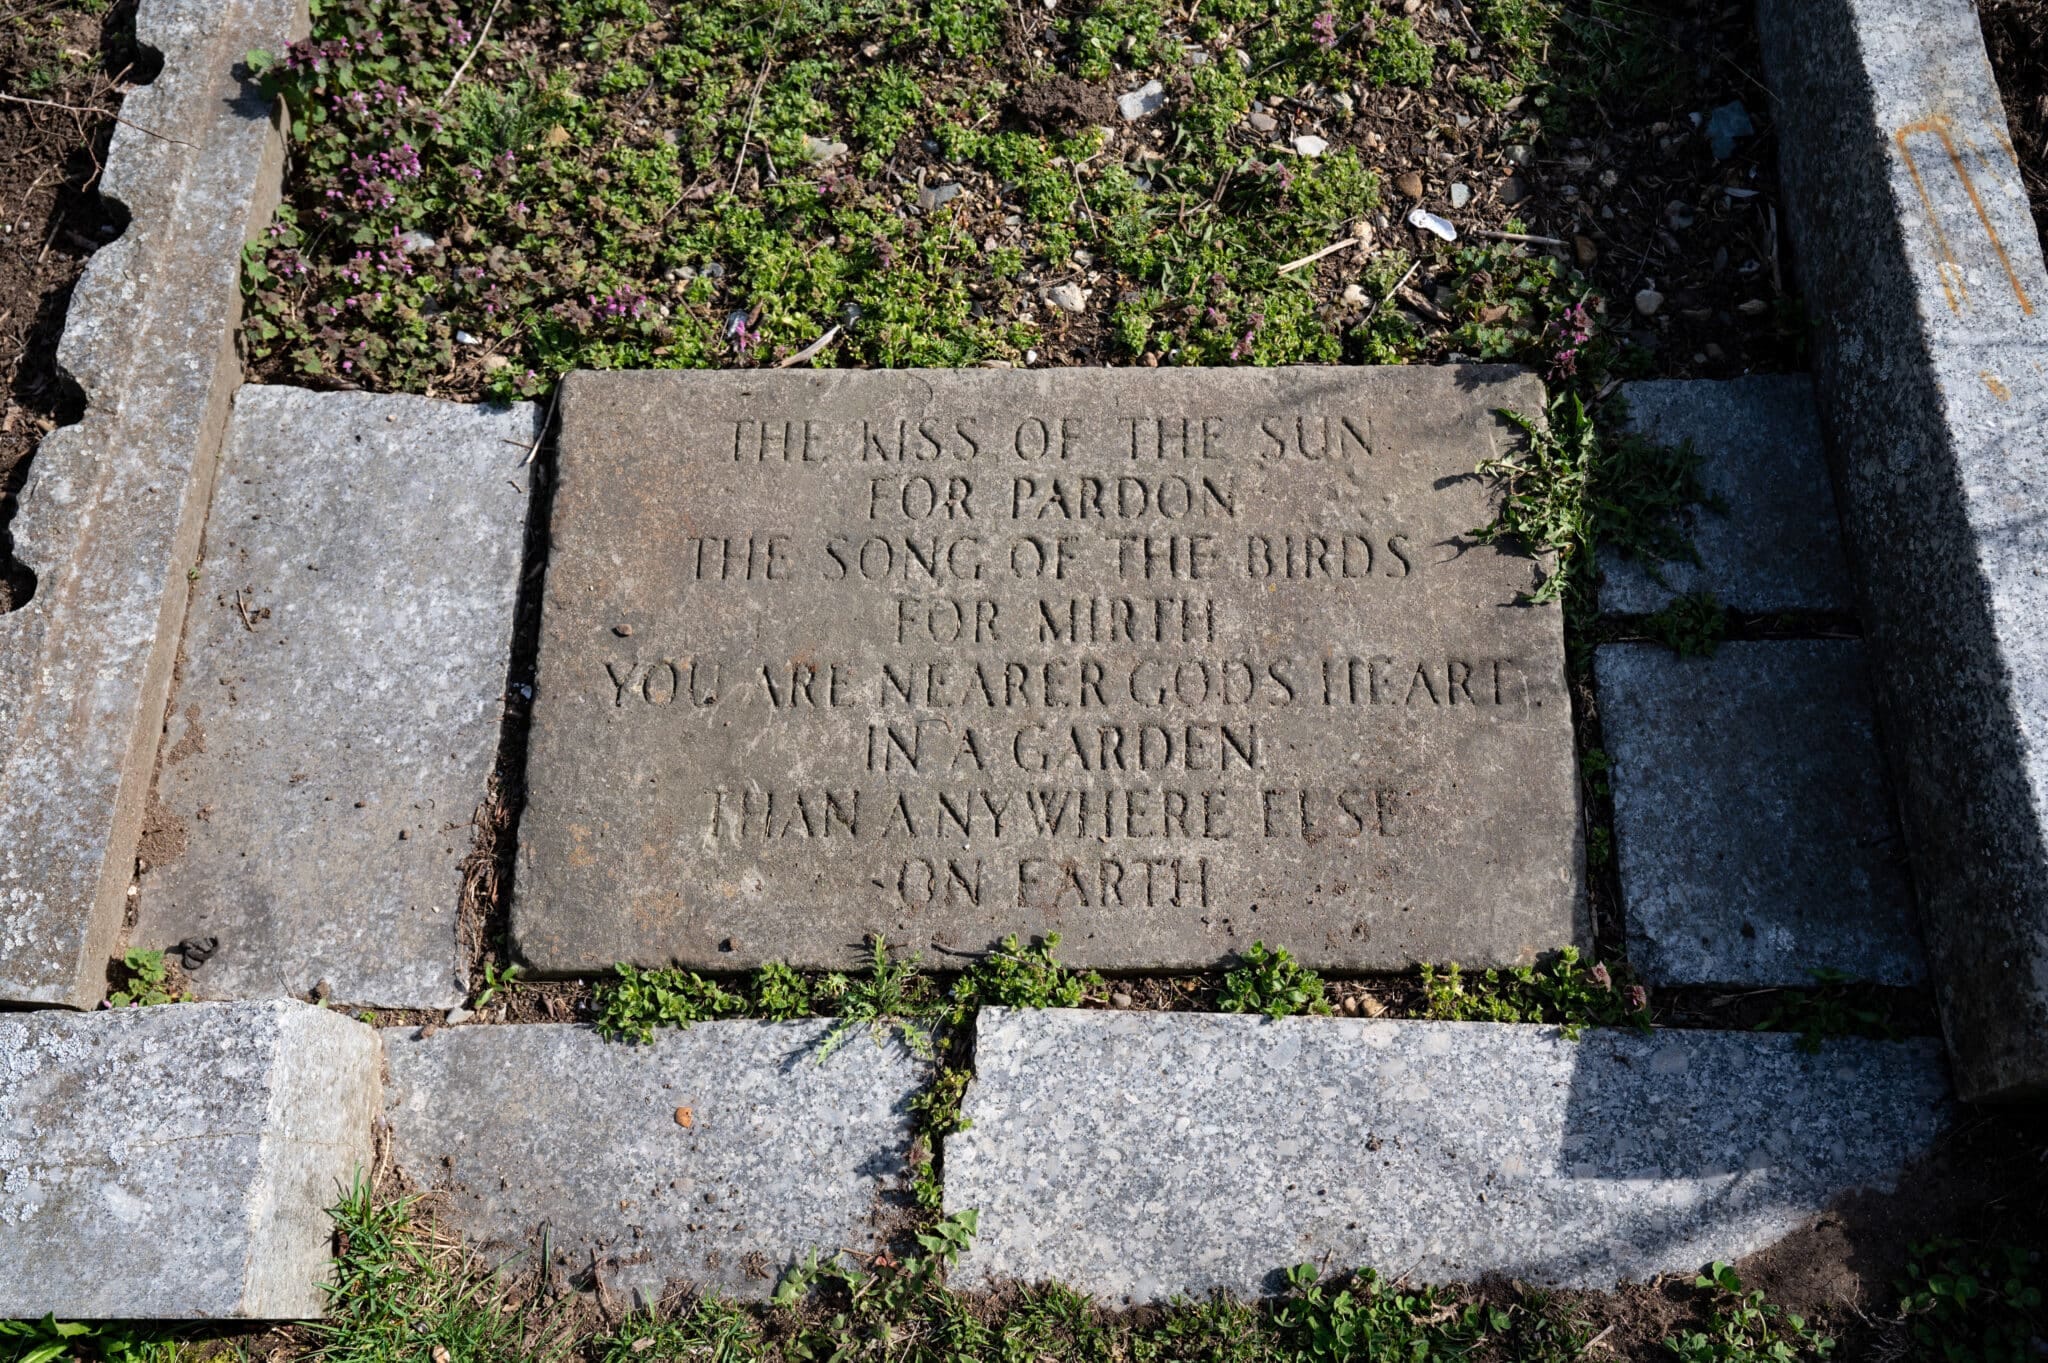 THE KISS OF THE SUN
FOR PARDON
THE SONG OF THE BIRDS
FOR MIRTH
YOU ARE NEARER GODS HEART
IN A GARDEN
THAN ANYWHERE ELSE
ON EARTH